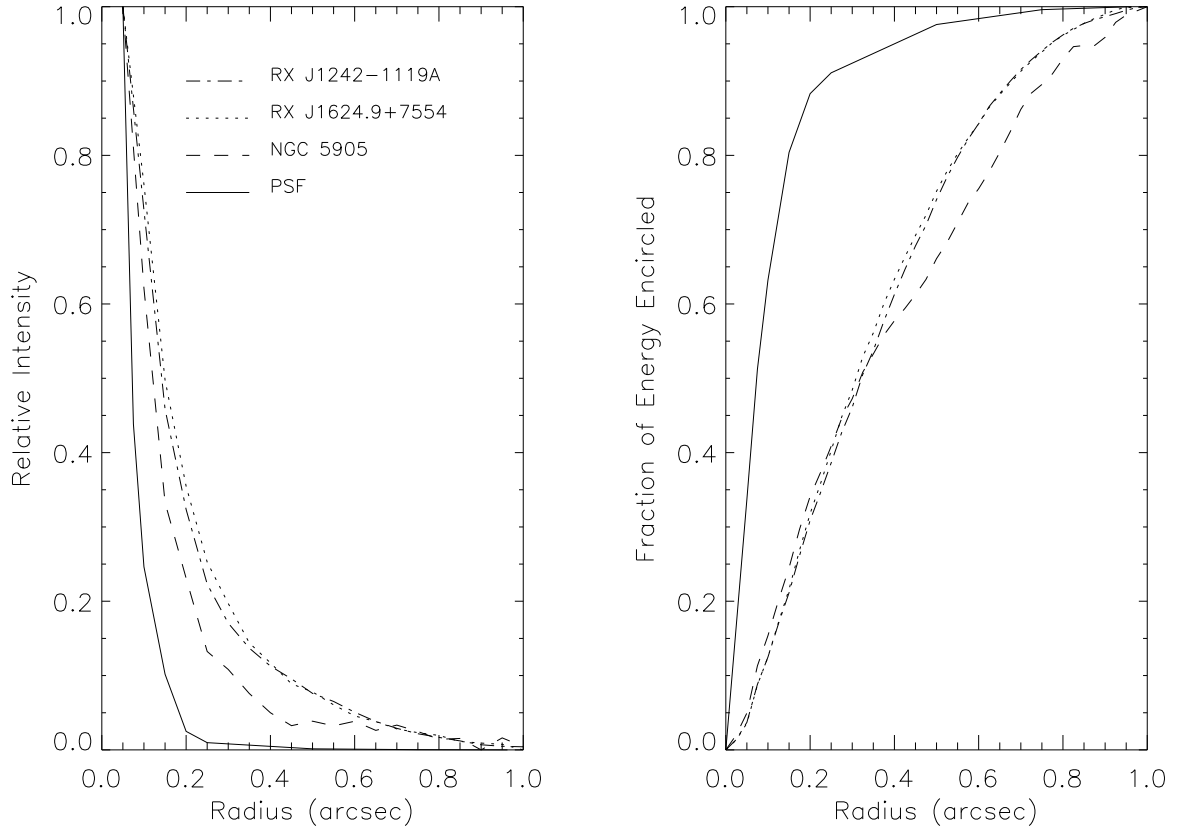 1.0
0.8
0.6
0.4
0.2
0.0
0.0 0.2 0.4 0.6 0.8 1.0
Radius (arcsec)
Relative Intensity
RX J1242−1119A
RX J1624.9+7554
NGC 5905
PSF
1.0
0.8
0.6
0.4
0.2
0.0
0.0 0.2 0.4 0.6 0.8 1.0
Radius (arcsec)
Fraction of Energy Encircled